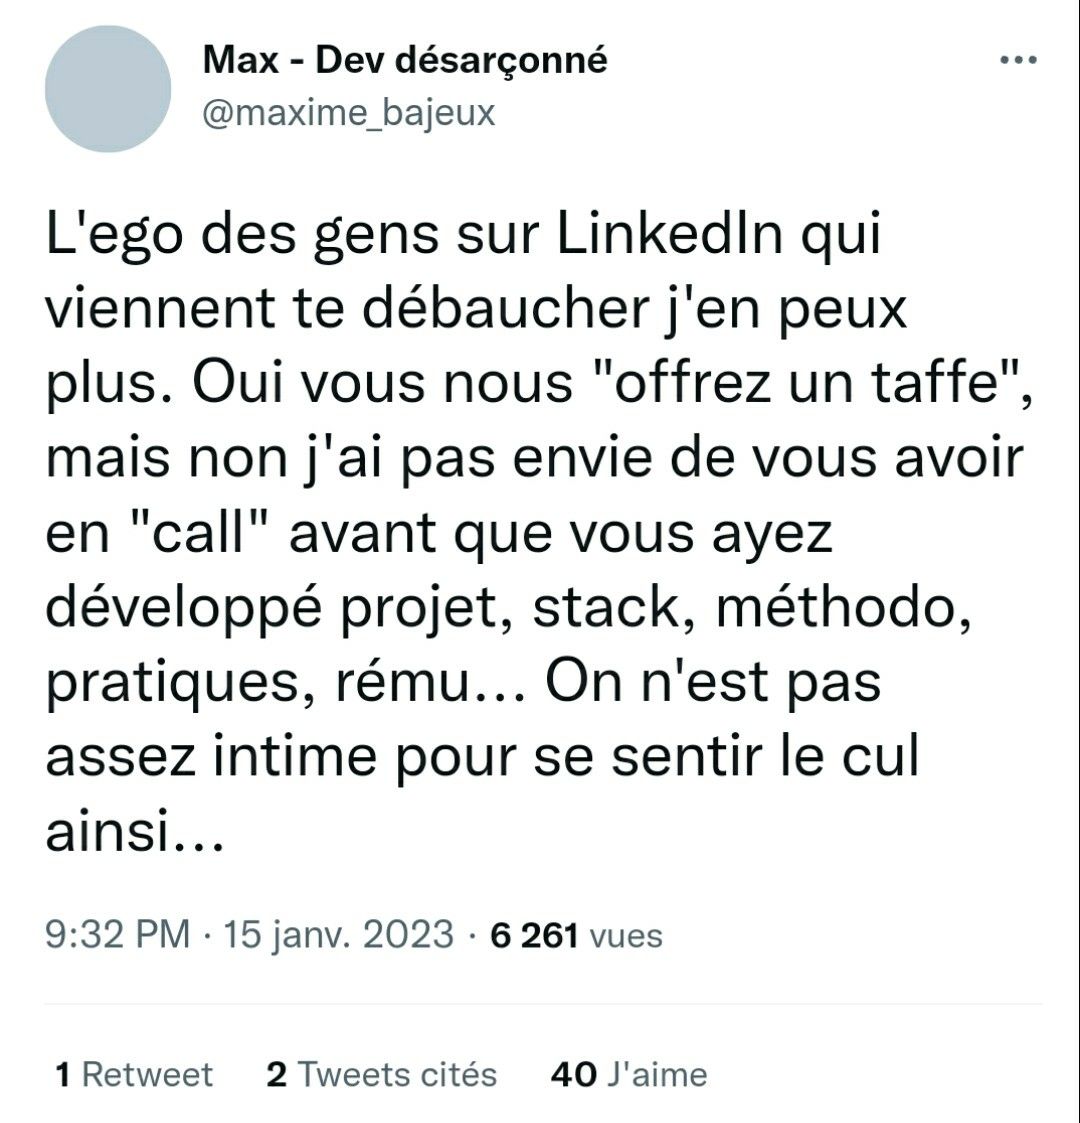 Max - Dev désarçonné
@maxime_bajeux
L'ego des gens sur LinkedIn qui
viennent te débaucher j'en peux
plus. Oui vous nous "offrez un taffe",
mais non j'ai pas envie de vous avoir
en "call" avant que vous ayez
développé projet, stack, méthodo,
pratiques, rému... On n'est pas
assez intime pour se sentir le cul
ainsi...
9:32 PM · 15 janv. 2023 · 6 261 vues
1 Retweet 2 Tweets cités 40 J'aime